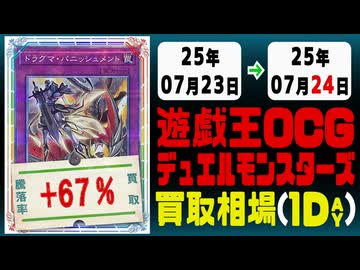 ドラグマ・パニッシュメント 罠
騰落率
+67%
買取
25年
07月23日
25年
07月24日
遊戯王OCG
デュエルモンスターズ
買取相場(1D)